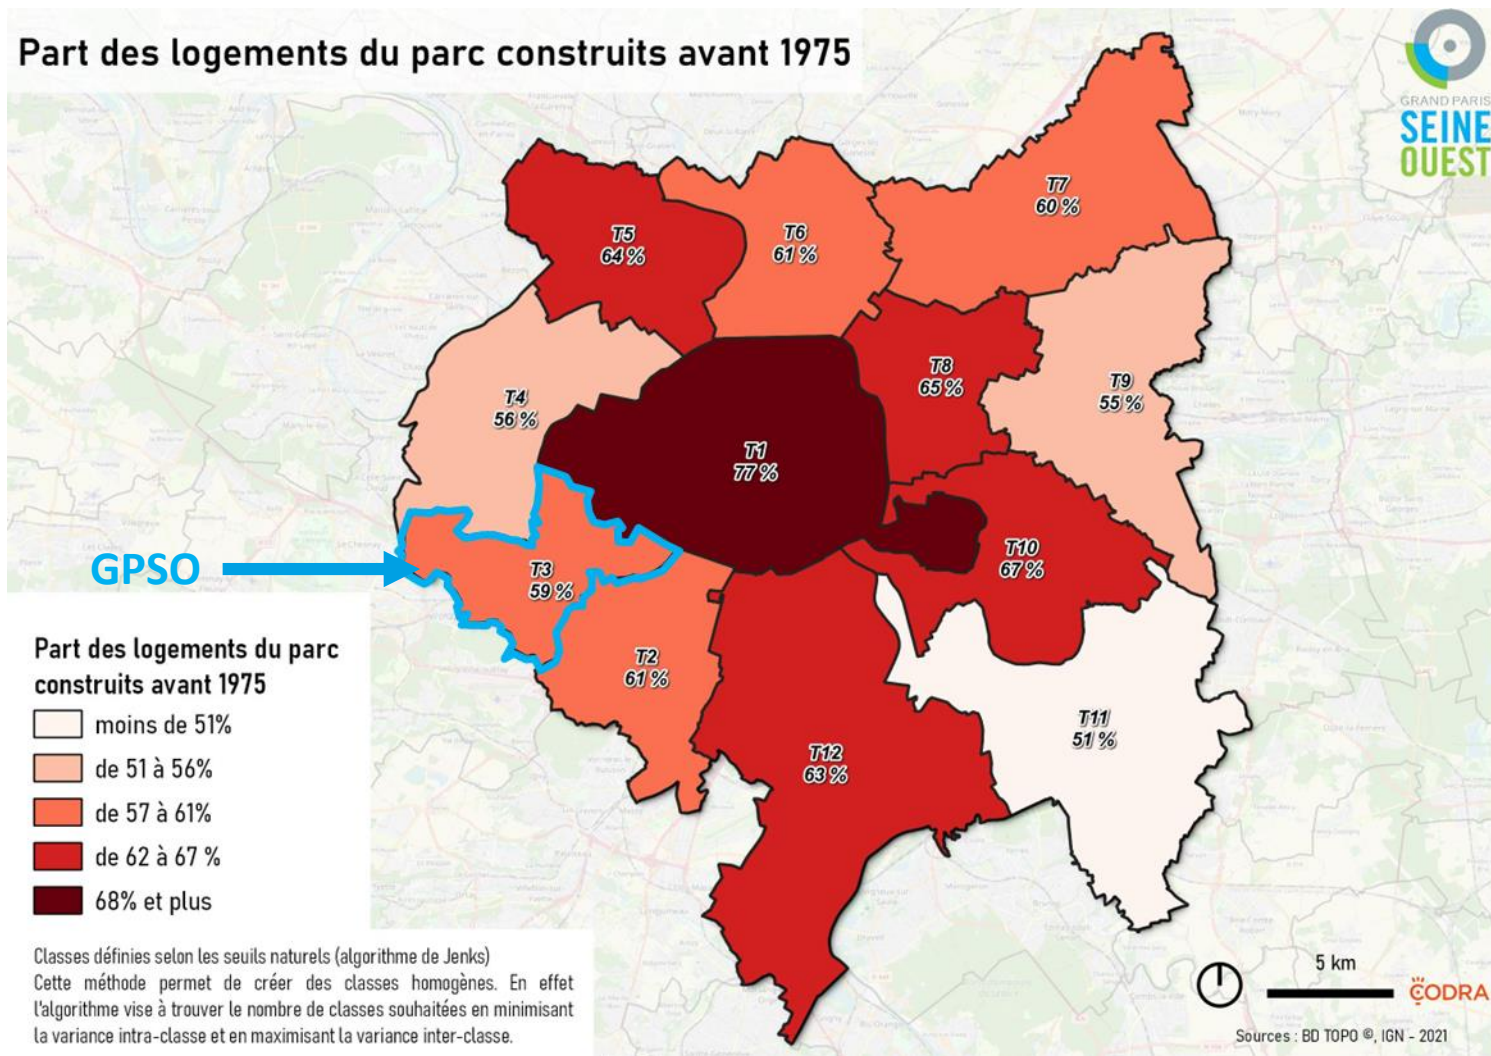 Part des logements du parc construits avant 1975
GRAND PARIS
SEINE
OUEST
T7
60 %
T5
64 %
T6
61 %
T8
65 %
T9
55 %
T4
56 %
T1
77 %
T10
67 %
GPSO
T3
59 %
T2
61 %
T11
51 %
T12
63 %
Part des logements du parc
construits avant 1975
moins de 51%
de 51 à 56%
de 57 à 61%
de 62 à 67 %
68% et plus
Classes définies selon les seuils naturels (algorithme de Jenks)
Cette méthode permet de créer des classes homogènes. En effet
l'algorithme vise à trouver le nombre de classes souhaitées en minimisant
la variance intra-classe et en maximisant la variance inter-classe.
5 km
CODRA
Sources : BD TOPO ©, IGN - 2021